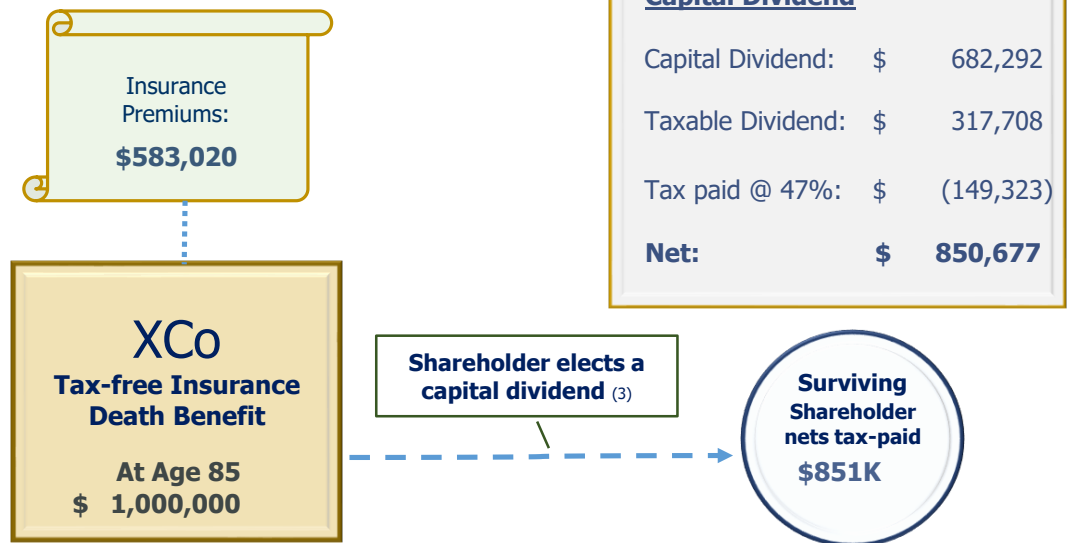 Capital Dividend
Capital Dividend: $ 682,292
Taxable Dividend: $ 317,708
Tax paid @ 47%: $ (149,323)
Net: $ 850,677
Insurance
Premiums:
$583,020
XCo
Tax-free Insurance
Death Benefit
At Age 85
$ 1,000,000
Shareholder elects a
capital dividend (3)
Surviving
Shareholder
nets tax-paid
$851K